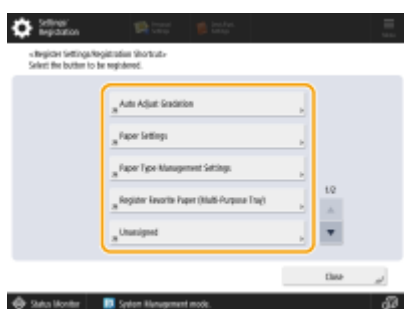 Settings/
Registration
<Register Settings/Registration Shortcut>
Select the button to be registered.
Auto Adjust Gradation
Paper Settings
Paper Type Management Settings
Register Favorite Paper (Multi-Purpose Tray)
Unassigned
1/2
Close
Status Monitor
System Management mode.